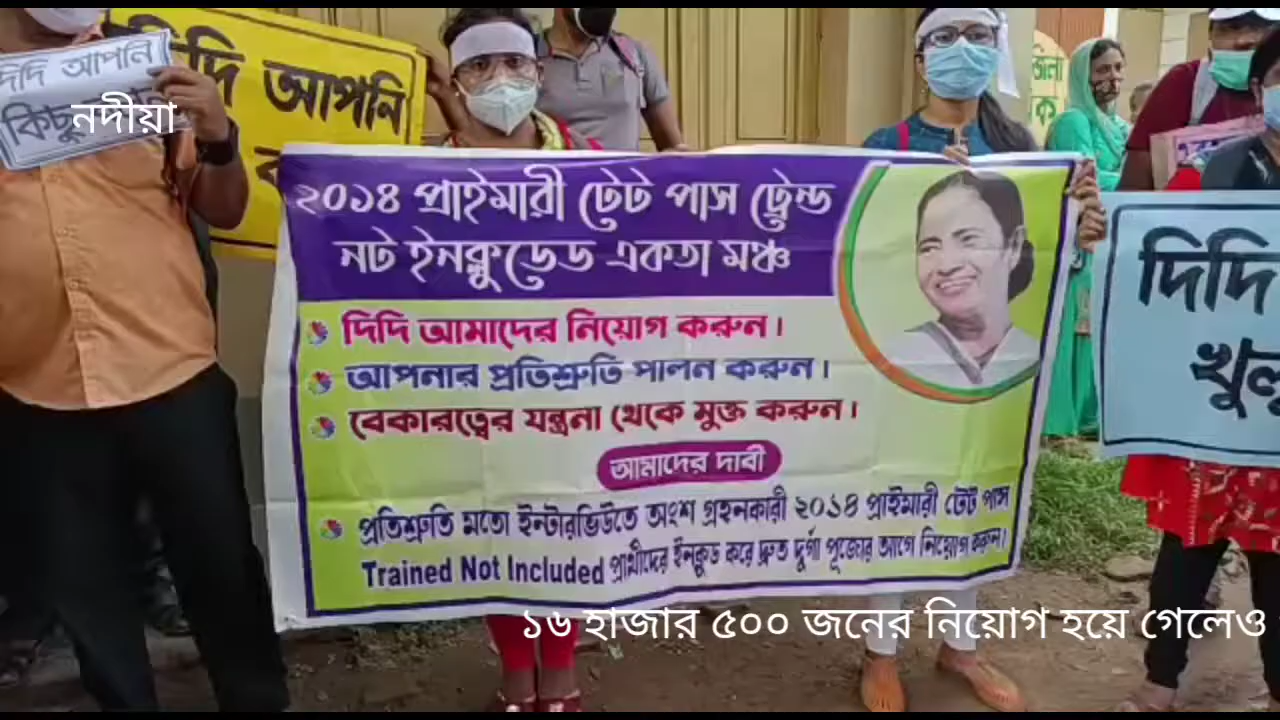 দিদি আপনি
কিছু
নদীয়া
দি আপনি
২০১৪ প্রাইমারী টেট পাস ট্রেন্ড
নট ইনক্লুডেড একতা মঞ্চ
দিদি আমাদের নিয়োগ করুন।
আপনার প্রতিশ্রুতি পালন করুন।
বেকারত্বের যন্ত্রনা থেকে মুক্ত করুন।
আমাদের দাবী
প্রতিশ্রুতি মতো ইন্টারভিউতে অংশ গ্রহনকারী ২০১৪ প্রাইমারী টেট পাস
Trained Not Included প্রার্থীদের ইনক্লুড করে দ্রুত দুর্গা পূজোর আগে নিয়োগ করুন।
দিদি
খুল
১৬ হাজার ৫০০ জনের নিয়োগ হয়ে গেলেও